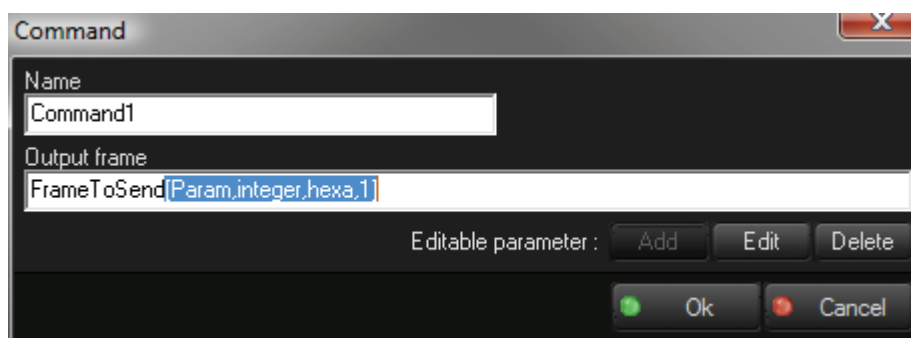 Command
X
Name
Command1
Output frame
FrameToSend[Param,integer,hexa,1]
Editable parameter : Add Edit Delete
Ok Cancel